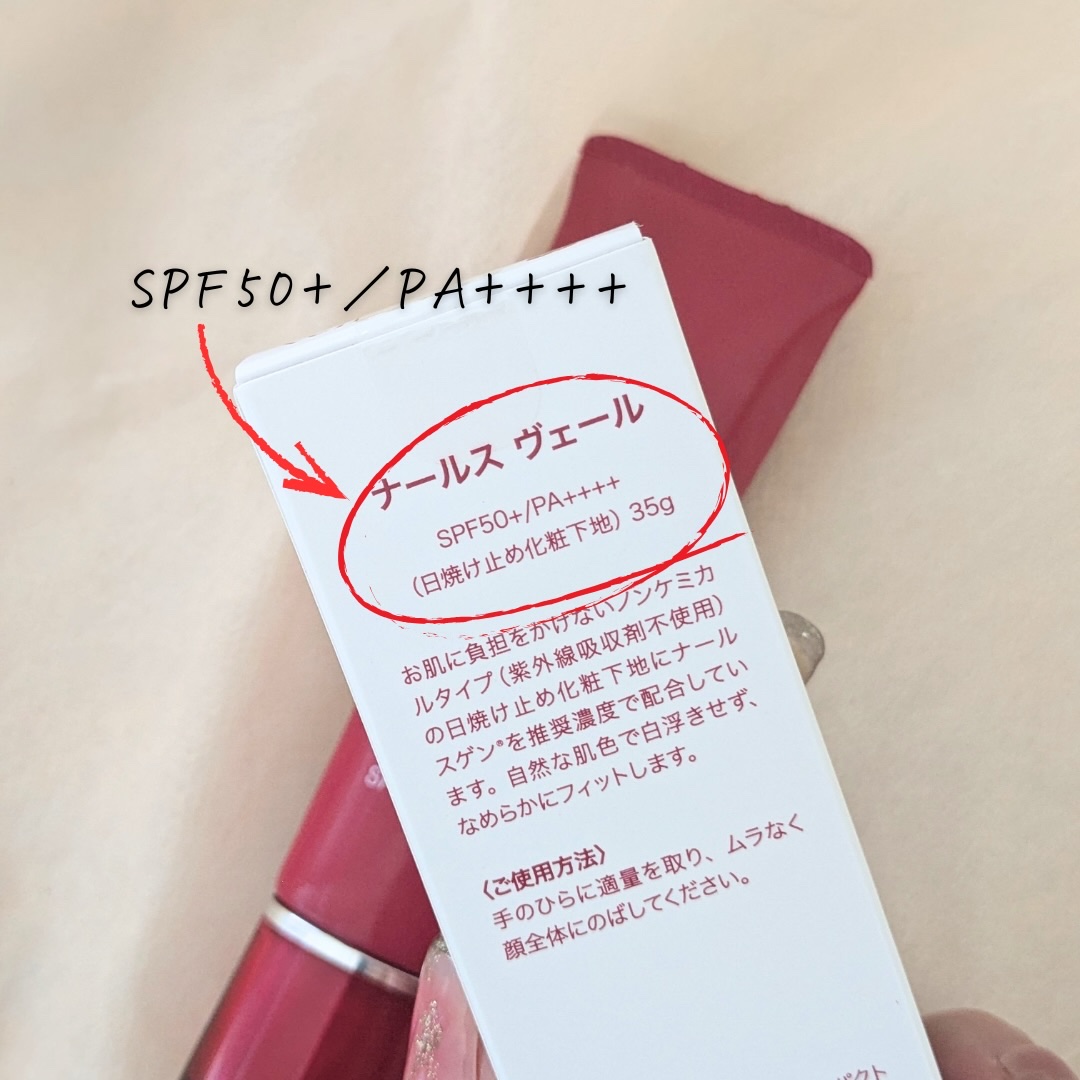 SPF50+/PA++++
ナールス ヴェール
SPF50+/PA++++
(日焼け止め化粧下地) 35g
お肌に負担をかけないノンケミカ
ルタイプ(紫外線吸収剤不使用)
の日焼け止め化粧下地にナール
スゲン®を推奨濃度で配合してい
ます。自然な肌色で白浮きせず、
なめらかにフィットします。
〈ご使用方法〉
手のひらに適量を取り、ムラなく
顔全体にのばしてください。